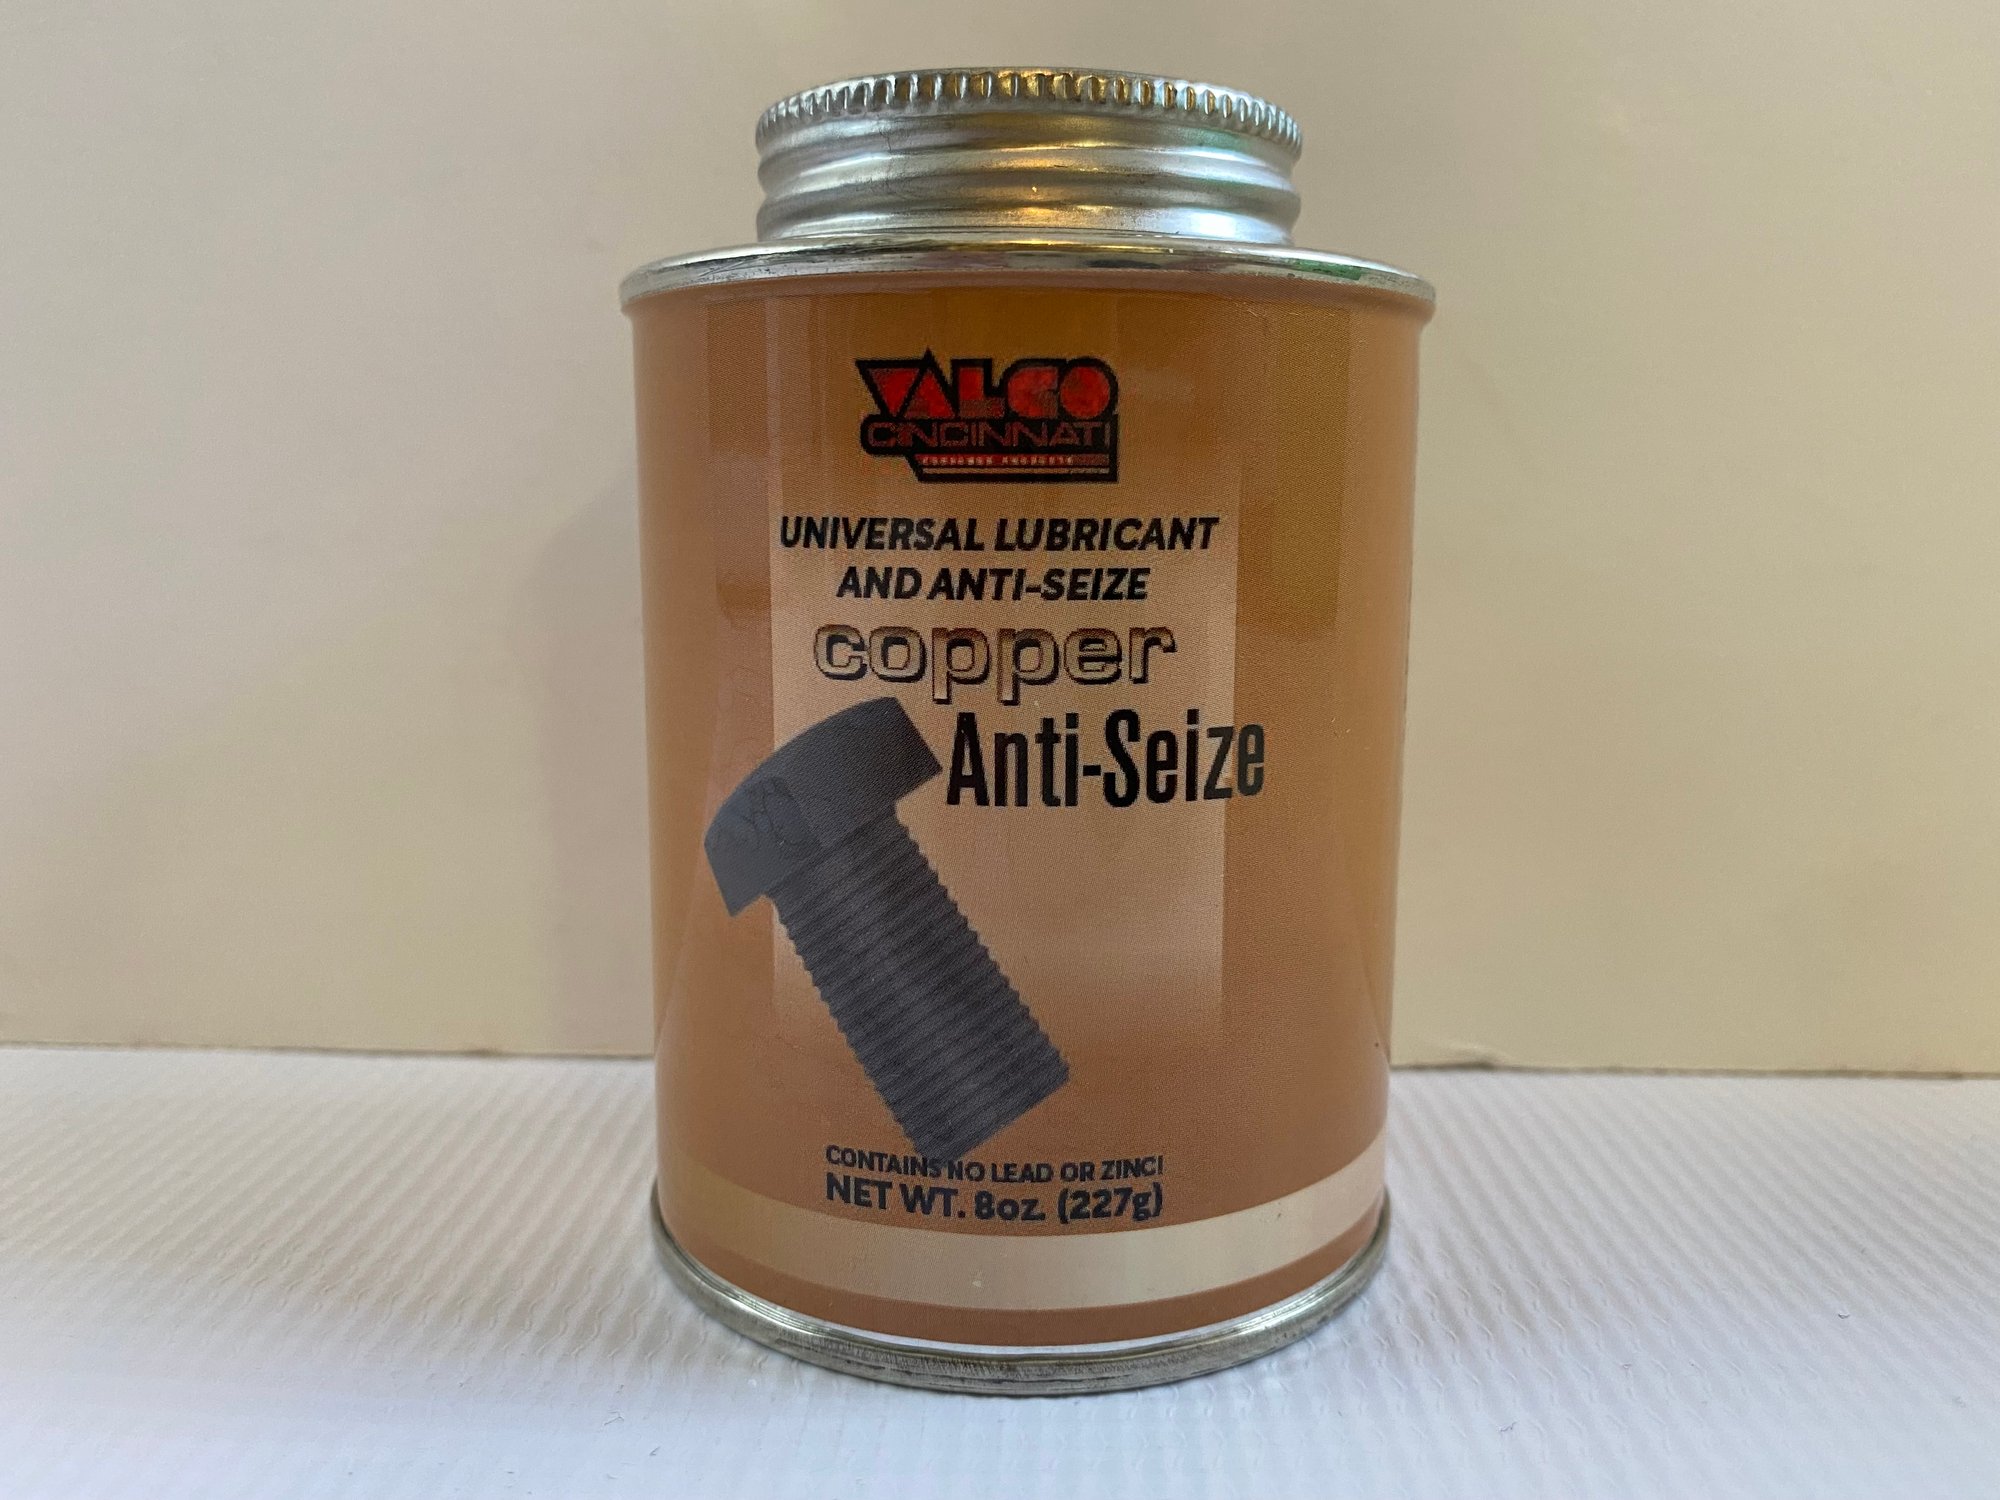 VALCO
CINCINNATI
UNIVERSAL LUBRICANT
AND ANTI-SEIZE
copper
Anti-Seize
CONTAINS NO LEAD OR ZINC!
NET WT. 8oz. (227g)